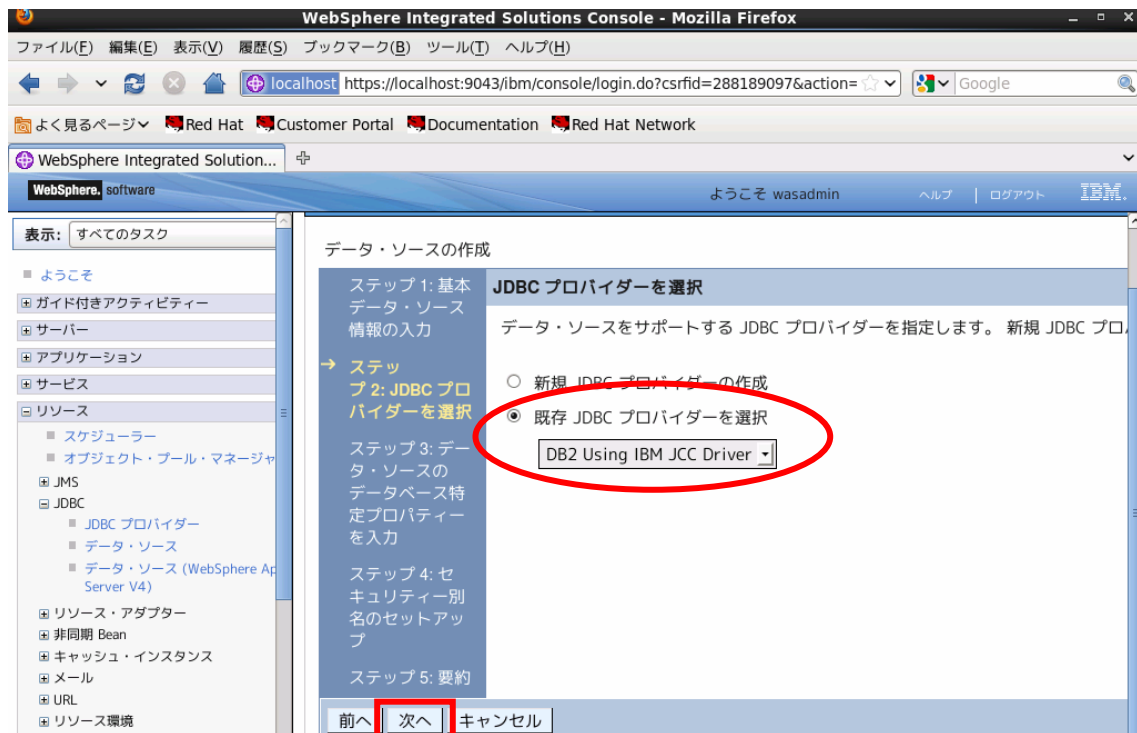 WebSphere Integrated Solutions Console - Mozilla Firefox
ファイル(F) 編集(E) 表示(V) 履歴(S) ブックマーク(B) ツール(T) ヘルプ(H)
localhost https://localhost:9043/ibm/console/login.do?csrfid=288189097&action= Google
よく見るページ Red Hat Customer Portal Documentation Red Hat Network
WebSphere Integrated Solution...
WebSphere. software ようこそ wasadmin ヘルプ | ログアウト IBM.
表示: すべてのタスク
ようこそ
ガイド付きアクティビティー
サーバー
アプリケーション
サービス
リソース
スケジューラー
オブジェクト・プール・マネージャ
JMS
JDBC
JDBC プロバイダー
データ・ソース
データ・ソース (WebSphere Ap
Server V4)
リソース・アダプター
非同期 Bean
キャッシュ・インスタンス
メール
URL
リソース環境
データ・ソースの作成
ステップ 1: 基本
データ・ソース
情報の入力
ステッ
プ 2: JDBC プロ
バイダーを選択
ステップ 3: デー
タ・ソースの
データベース特
定プロパティー
を入力
ステップ 4: セ
キュリティー別
名のセットアッ
プ
ステップ 5: 要約
JDBC プロバイダーを選択
データ・ソースをサポートする JDBC プロバイダーを指定します。 新規 JDBC プロ
新規 JDBC プロバイダーの作成
既存 JDBC プロバイダーを選択
DB2 Using IBM JCC Driver
前へ 次へ キャンセル